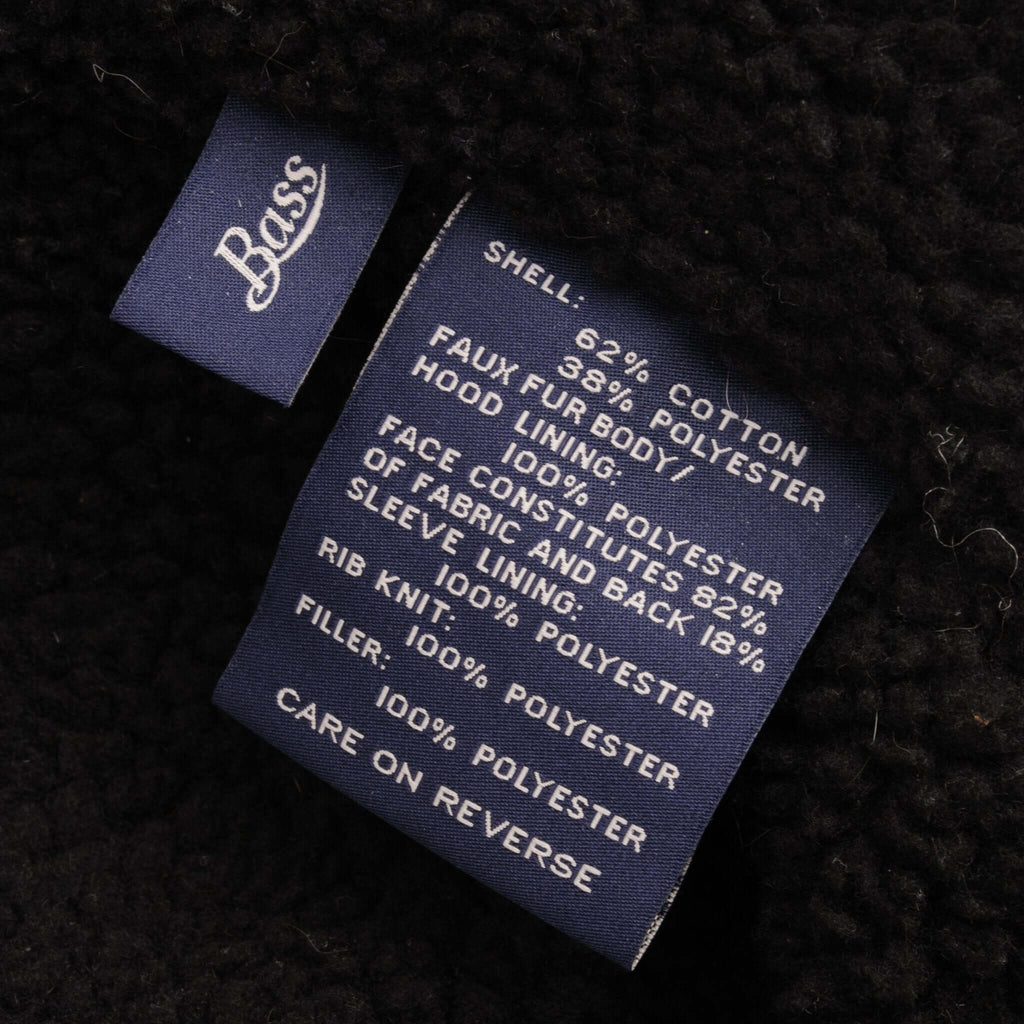 Bass
SHELL:
62% COTTON
38% POLYESTER
FAUX FUR BODY/
HOOD LINING:
100% POLYESTER
FACE CONSTITUTES 82%
OF FABRIC AND BACK 18%
SLEEVE LINING:
100% POLYESTER
RIB KNIT:
100% POLYESTER
FILLER:
100% POLYESTER
CARE ON REVERSE